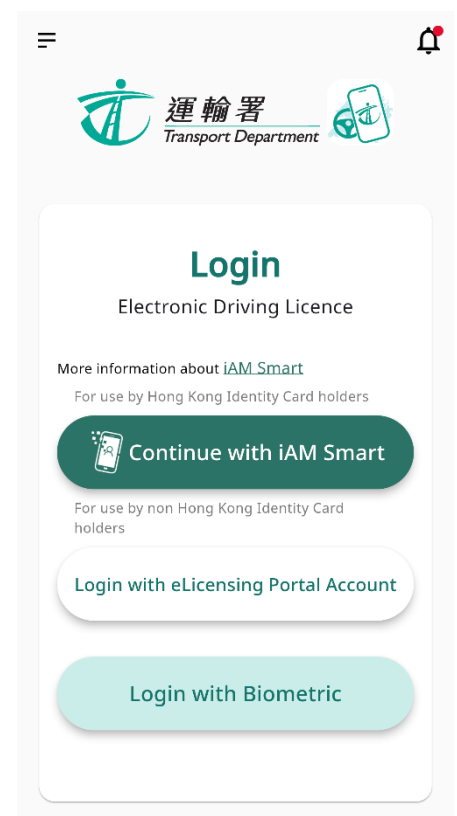 運輸署
Transport Department
Login
Electronic Driving Licence
More information about iAM Smart
For use by Hong Kong Identity Card holders
Continue with iAM Smart
For use by non Hong Kong Identity Card
holders
Login with eLicensing Portal Account
Login with Biometric